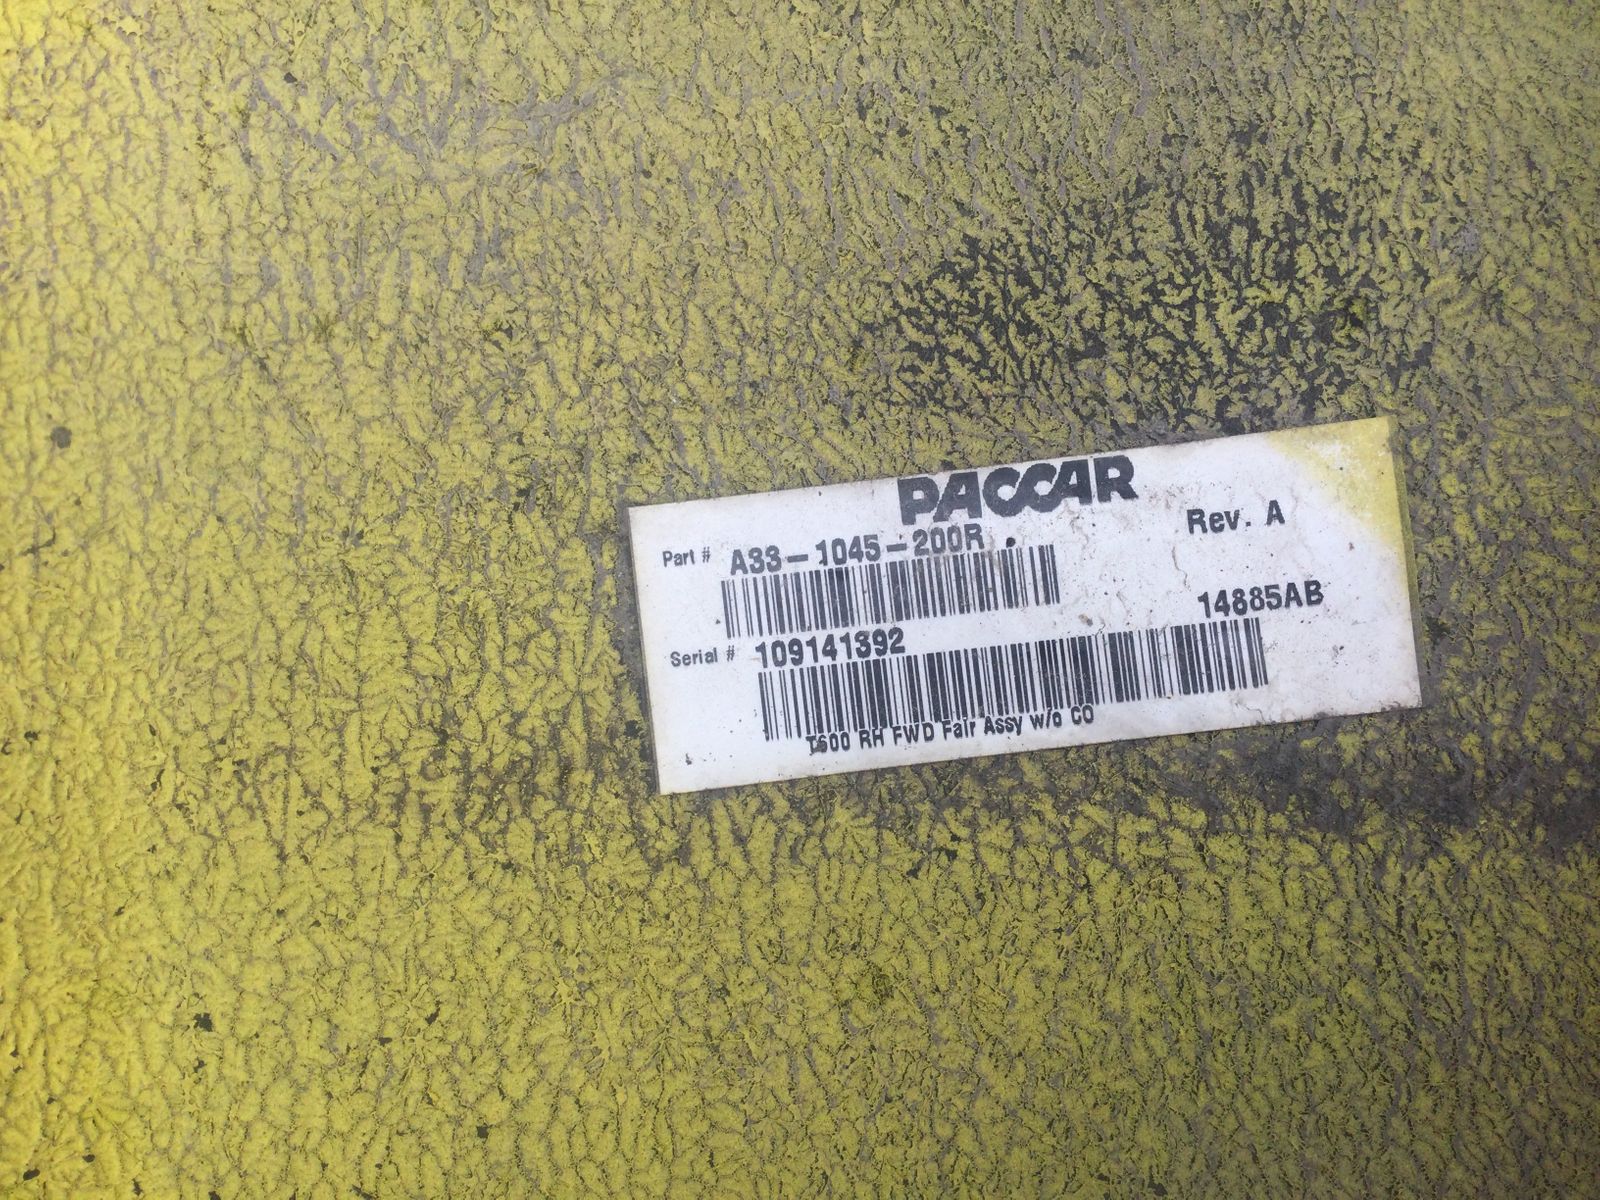 PACCAR
Part # A33-1045-200R Rev. A
14885AB
Serial # 109141392
T600 RH FWD Fair Assy w/o CO